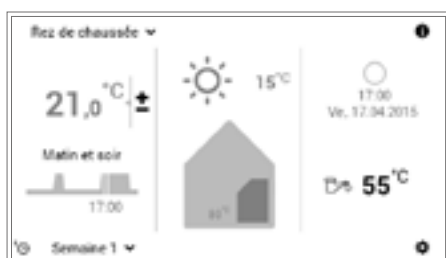 Rez de chaussée
21,0 °C ±
Matin et soir
17:00
15°C
17:00
Ve, 17.04.2015
55°C
Semaine 1